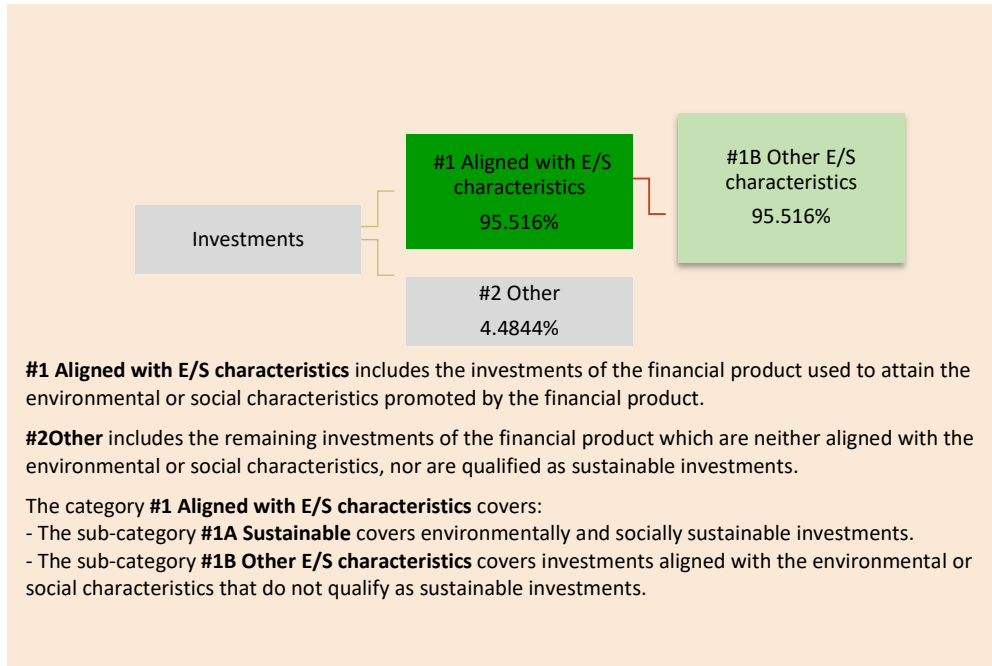 #1 Aligned with E/S
characteristics
95.516%
#1B Other E/S
characteristics
95.516%
Investments
#2 Other
4.4844%
#1 Aligned with E/S characteristics includes the investments of the financial product used to attain the
environmental or social characteristics promoted by the financial product.
#2Other includes the remaining investments of the financial product which are neither aligned with the
environmental or social characteristics, nor are qualified as sustainable investments.
The category #1 Aligned with E/S characteristics covers:
- The sub-category #1A Sustainable covers environmentally and socially sustainable investments.
- The sub-category #1B Other E/S characteristics covers investments aligned with the environmental or
social characteristics that do not qualify as sustainable investments.